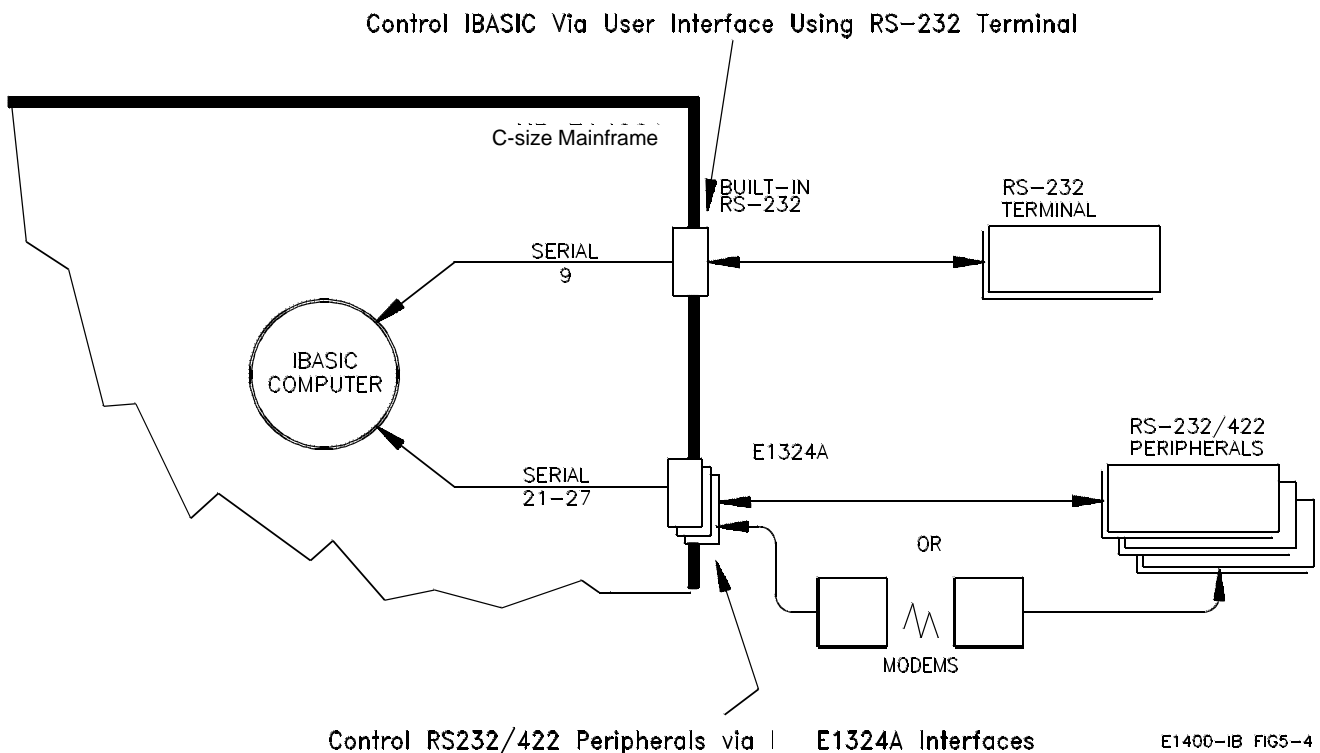 Control IBASIC Via User Interface Using RS-232 Terminal
C-size Mainframe
BUILT-IN
RS-232
RS-232
TERMINAL
SERIAL
9
IBASIC
COMPUTER
SERIAL
21-27
E1324A
RS-232/422
PERIPHERALS
OR
MODEMS
Control RS232/422 Peripherals via E1324A Interfaces
E1400-IB FIG5-4